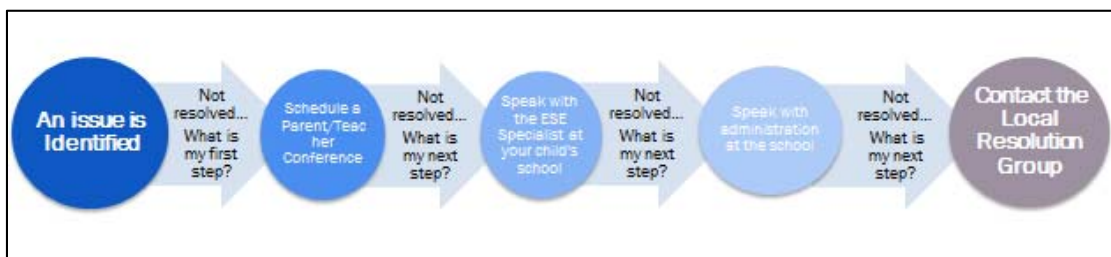 An issue is
Identified
Not
resolved...
What is
my first
step?
Schedule a
Parent/Teac
her
Conference
Not
resolved...
What is
my next
step?
Speak with
the ESE
Specialist at
your child's
school
Not
resolved...
What is
my next
step?
Speak with
administration
at the school
Not
resolved...
What is
my next
step?
Contact the
Local
Resolution
Group